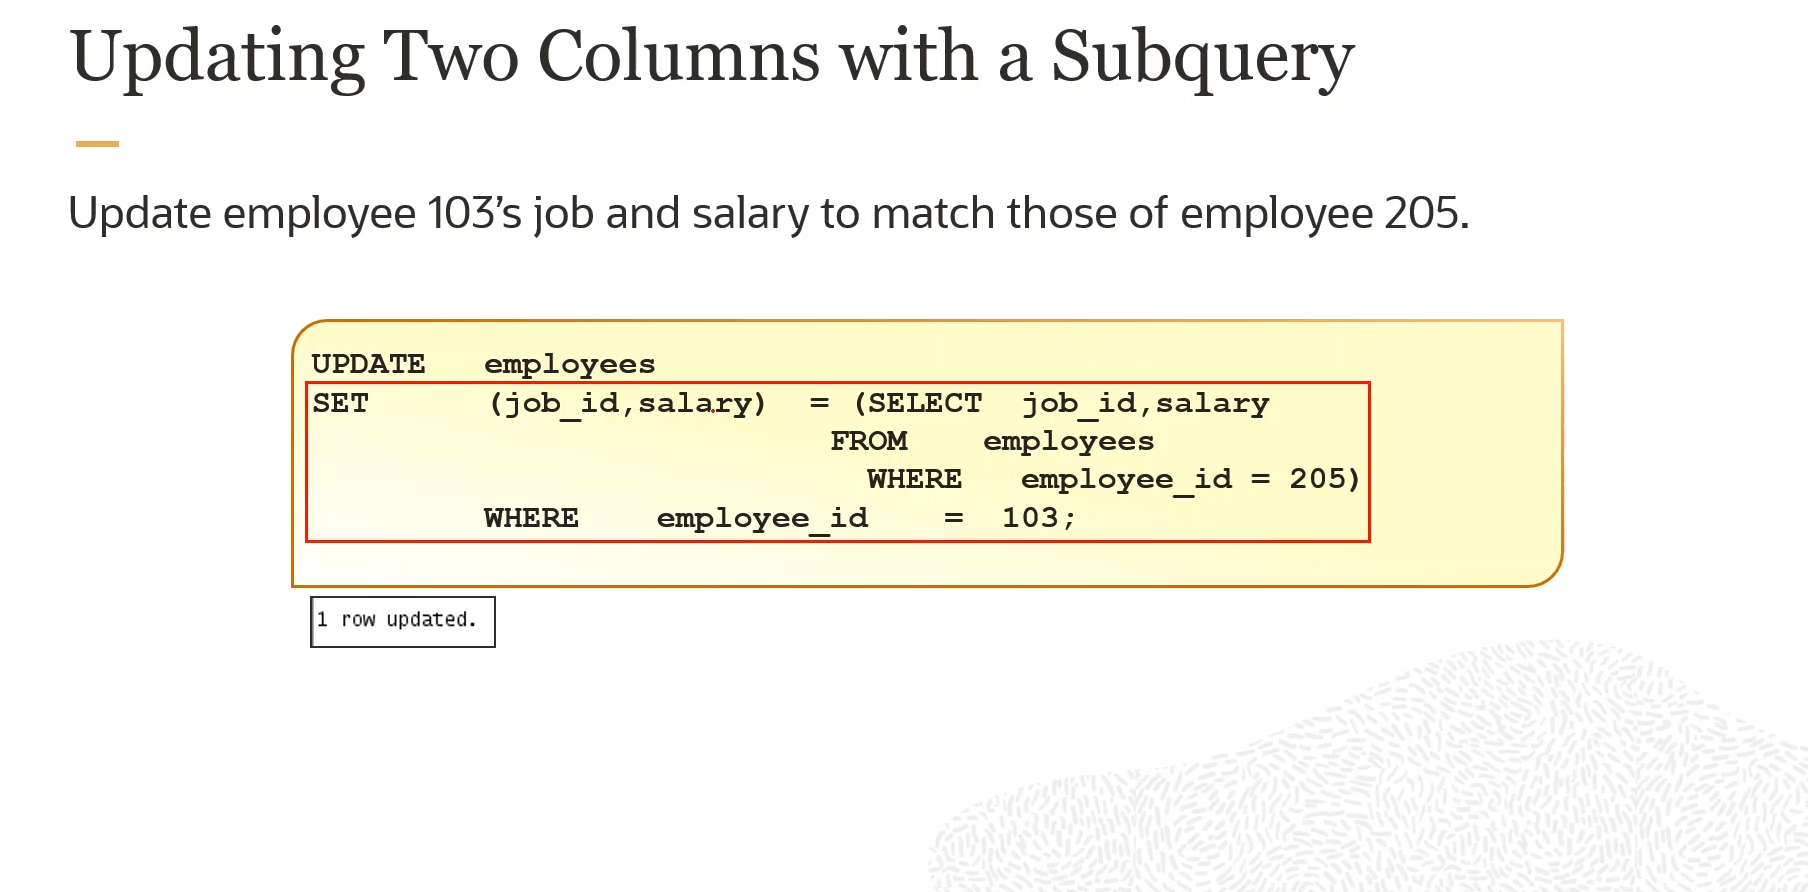 Updating Two Columns with a Subquery
Update employee 103’s job and salary to match those of employee 205.
UPDATE employees
SET (job_id,salary) = (SELECT job_id,salary
FROM employees
WHERE employee_id = 205)
WHERE employee_id = 103;
1 row updated.